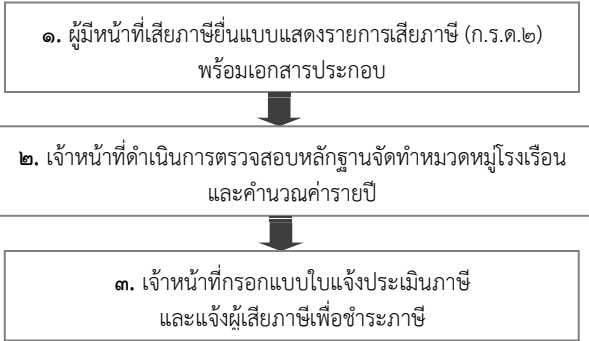 ๑. ผู้มีหน้าที่เสียภาษียื่นแบบแสดงรายการเสียภาษี (ก.ร.ด.๒)
พร้อมเอกสารประกอบ
๒. เจ้าหน้าที่ดำเนินการตรวจสอบหลักฐานจัดทำหมวดหมู่โรงเรือน
และคำนวณค่ารายปี
๓. เจ้าหน้าที่กรอกแบบใบแจ้งประเมินภาษี
และแจ้งผู้เสียภาษีเพื่อชำระภาษี